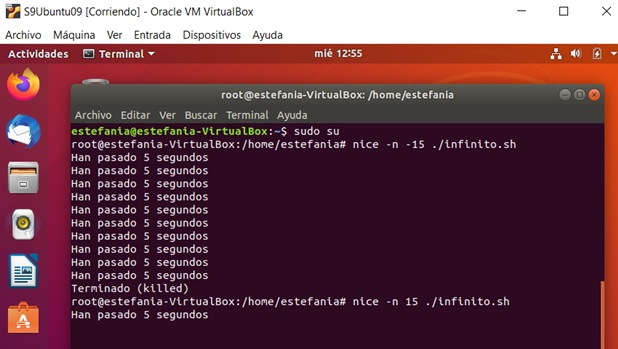 S9Ubuntu09 [Corriendo] - Oracle VM VirtualBox
Archivo Máquina Ver Entrada Dispositivos Ayuda
Actividades Terminal mié 12:55
root@estefania-VirtualBox: /home/estefania
Archivo Editar Ver Buscar Terminal Ayuda
estefania@estefania-VirtualBox:~$ sudo su
root@estefania-VirtualBox:/home/estefania# nice -n -15 ./infinito.sh
Han pasado 5 segundos
Han pasado 5 segundos
Han pasado 5 segundos
Han pasado 5 segundos
Han pasado 5 segundos
Han pasado 5 segundos
Han pasado 5 segundos
Han pasado 5 segundos
Han pasado 5 segundos
Han pasado 5 segundos
Terminado (killed)
root@estefania-VirtualBox:/home/estefania# nice -n 15 ./infinito.sh
Han pasado 5 segundos